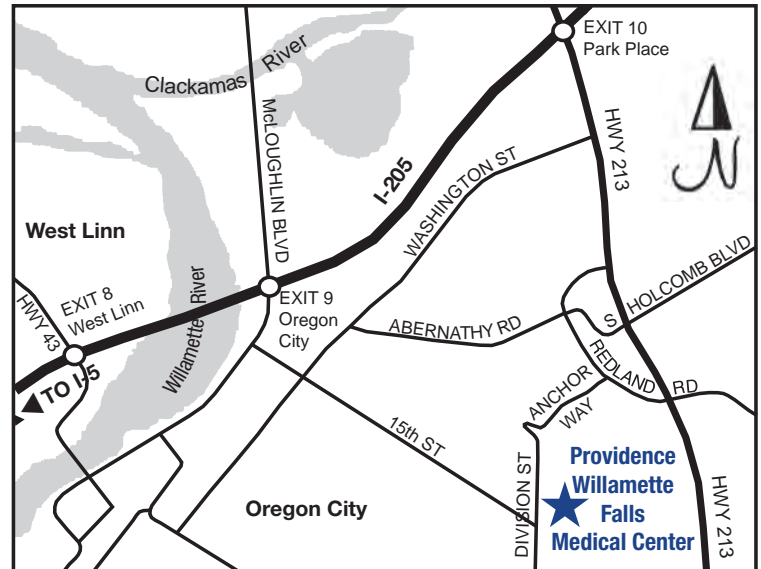 EXIT 10
Park Place
Clackamas River
McLOUGHLIN BLVD
I-205
WASHINGTON ST
HWY 213
N
West Linn
EXIT 8
West Linn
HWY 43
TO I-5
Willamette River
EXIT 9
Oregon
City
ABERNATHY RD
S HOLCOMB BLVD
REDLAND RD
ANCHOR
WAY
15th ST
Oregon City
DIVISION ST
Providence
Willamette
Falls
Medical Center
HWY 213